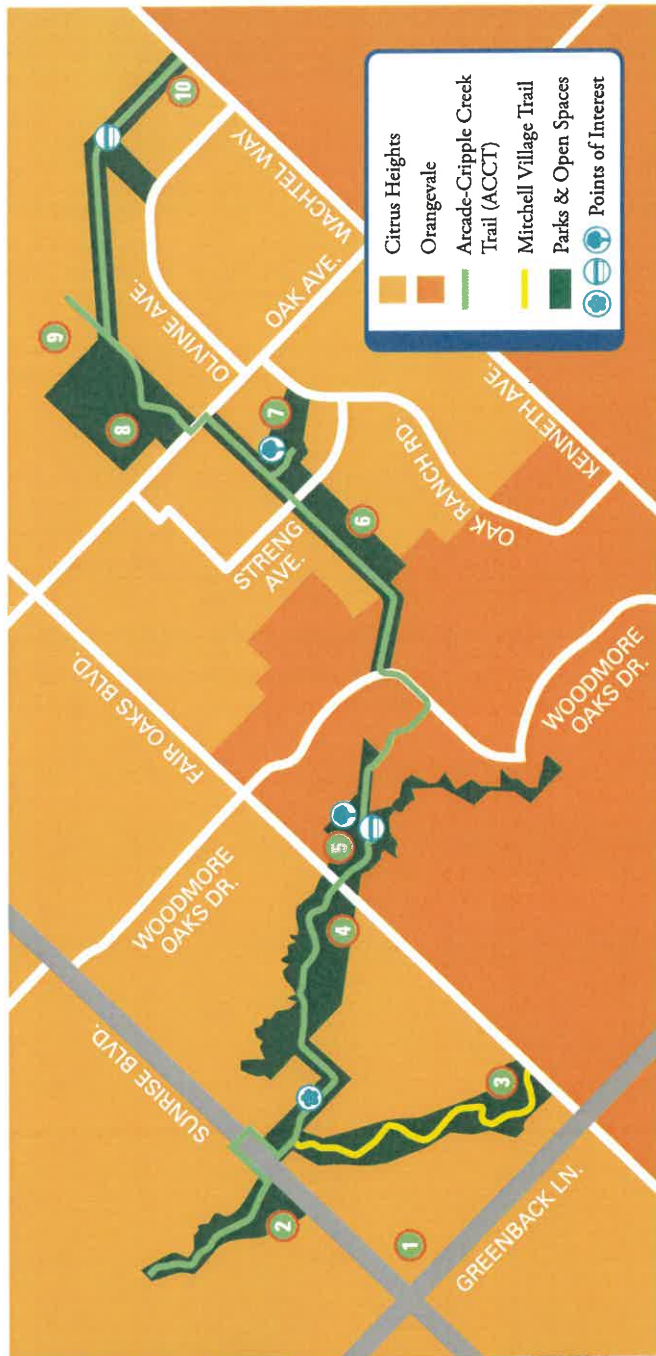 SUNRISE BLVD.
WOODMORE
OAKS DR.
FAIR OAKS BLVD.
STRENG
AVE.
OLIVINE AVE.
WACHTEL WAY
OAK AVE.
OAK RANCH RD.
KENNETH AVE.
WOODMORE
OAKS DR.
GREENBACK LN.
1
2
3
4
5
6
7
8
9
10
Citrus Heights
Orangevale
Arcade-Cripple Creek
Trail (ACCT)
Mitchell Village Trail
Parks & Open Spaces
Points of Interest